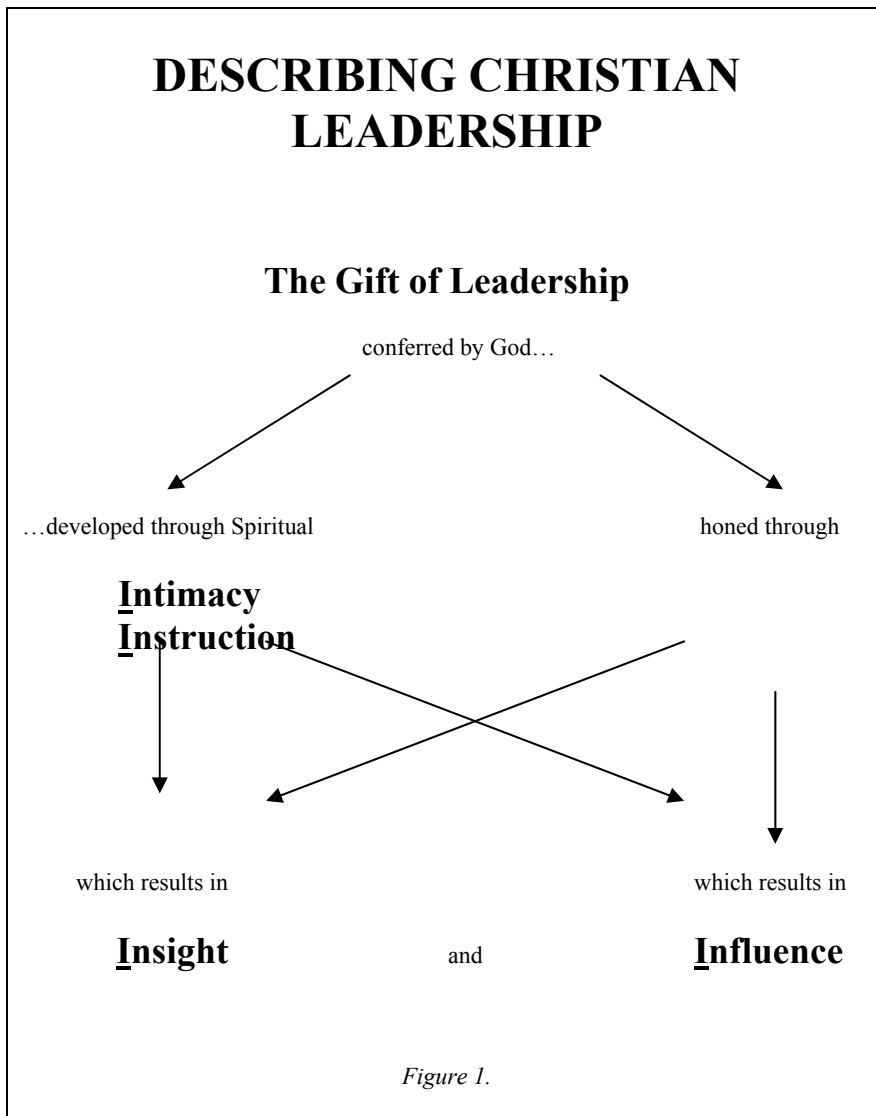 DESCRIBING CHRISTIAN
LEADERSHIP
The Gift of Leadership
conferred by God…
…developed through Spiritual honed through
Intimacy
Instruction
which results in which results in
Insight and Influence
Figure 1.